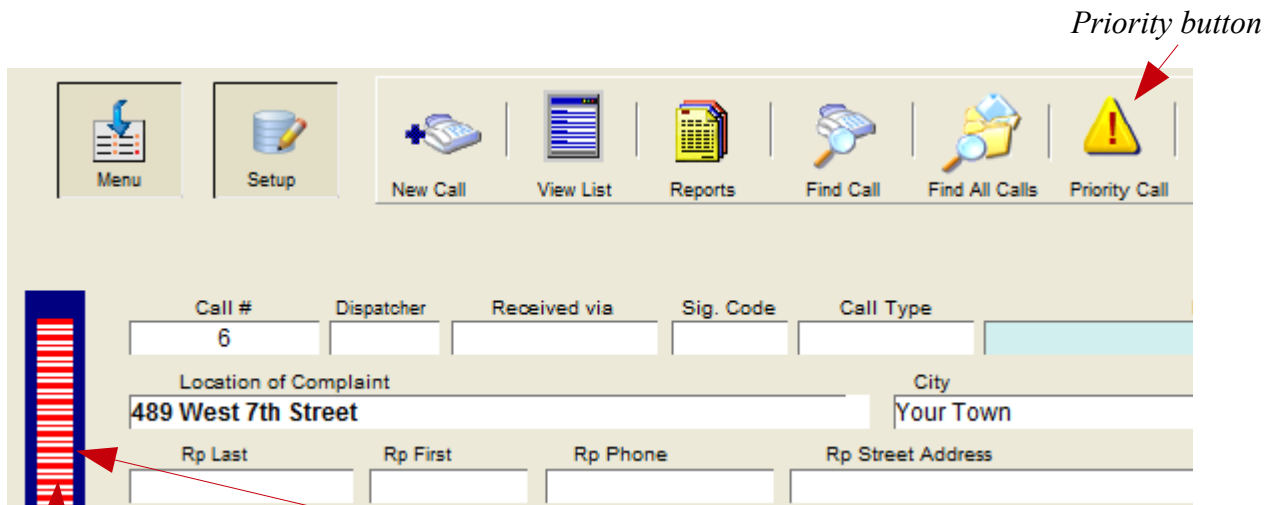 Priority button
Menu Setup New Call View List Reports Find Call Find All Calls Priority Call
Call # Dispatcher Received via Sig. Code Call Type
6
Location of Complaint City
489 West 7th Street Your Town
Rp Last Rp First Rp Phone Rp Street Address